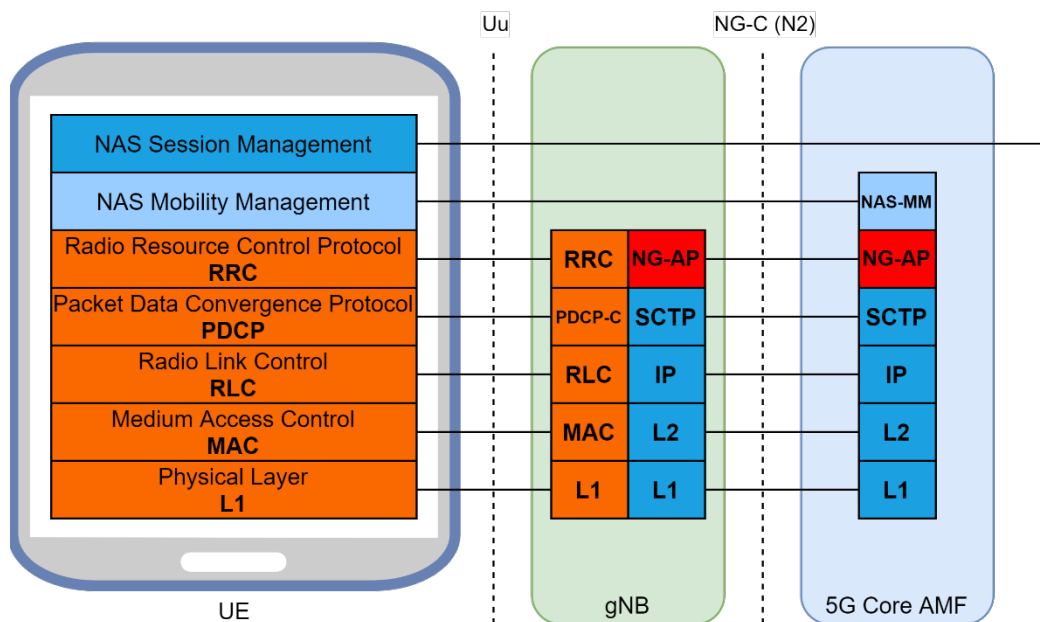 Uu
NG-C (N2)
NAS Session Management
NAS Mobility Management
NAS-MM
Radio Resource Control Protocol
RRC
RRC
NG-AP
NG-AP
Packet Data Convergence Protocol
PDCP
PDCP-C
SCTP
SCTP
Radio Link Control
RLC
RLC
IP
IP
Medium Access Control
MAC
MAC
L2
L2
Physical Layer
L1
L1
L1
L1
UE
gNB
5G Core AMF